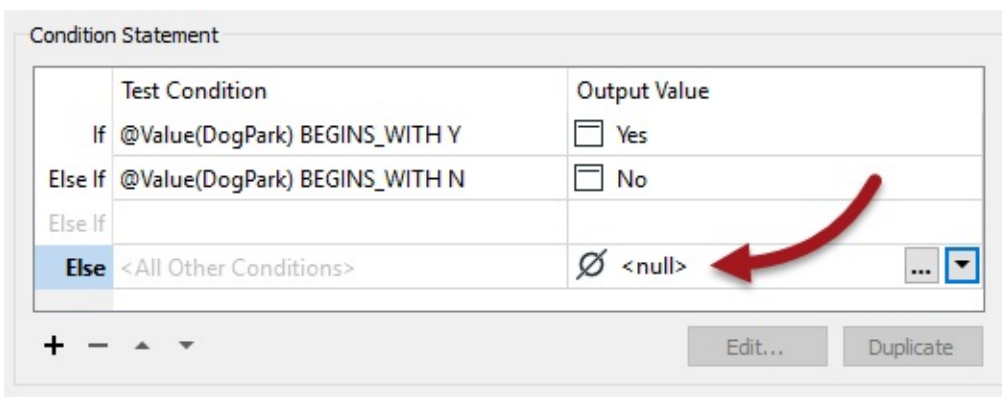 Condition Statement
Test Condition Output Value
If @Value(DogPark) BEGINS_WITH Y Yes
Else If @Value(DogPark) BEGINS_WITH N No
Else If
Else <All Other Conditions> <null> ...
Edit... Duplicate